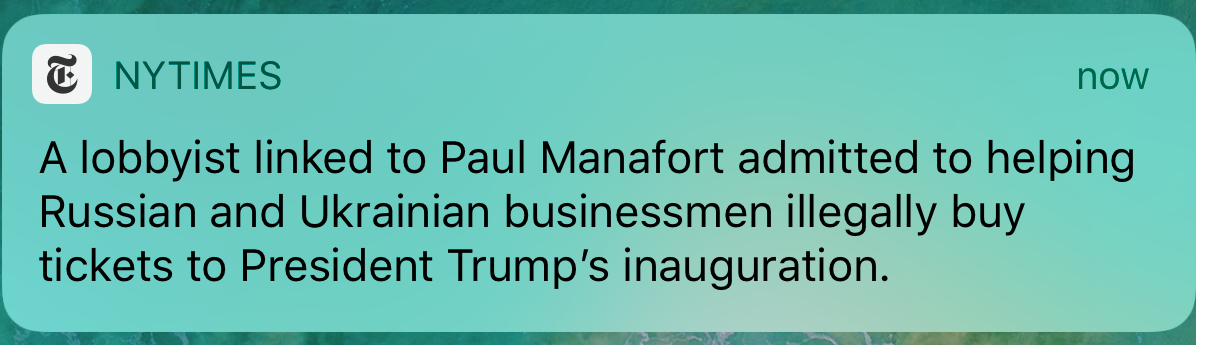 NYTIMES now
A lobbyist linked to Paul Manafort admitted to helping
Russian and Ukrainian businessmen illegally buy
tickets to President Trump’s inauguration.